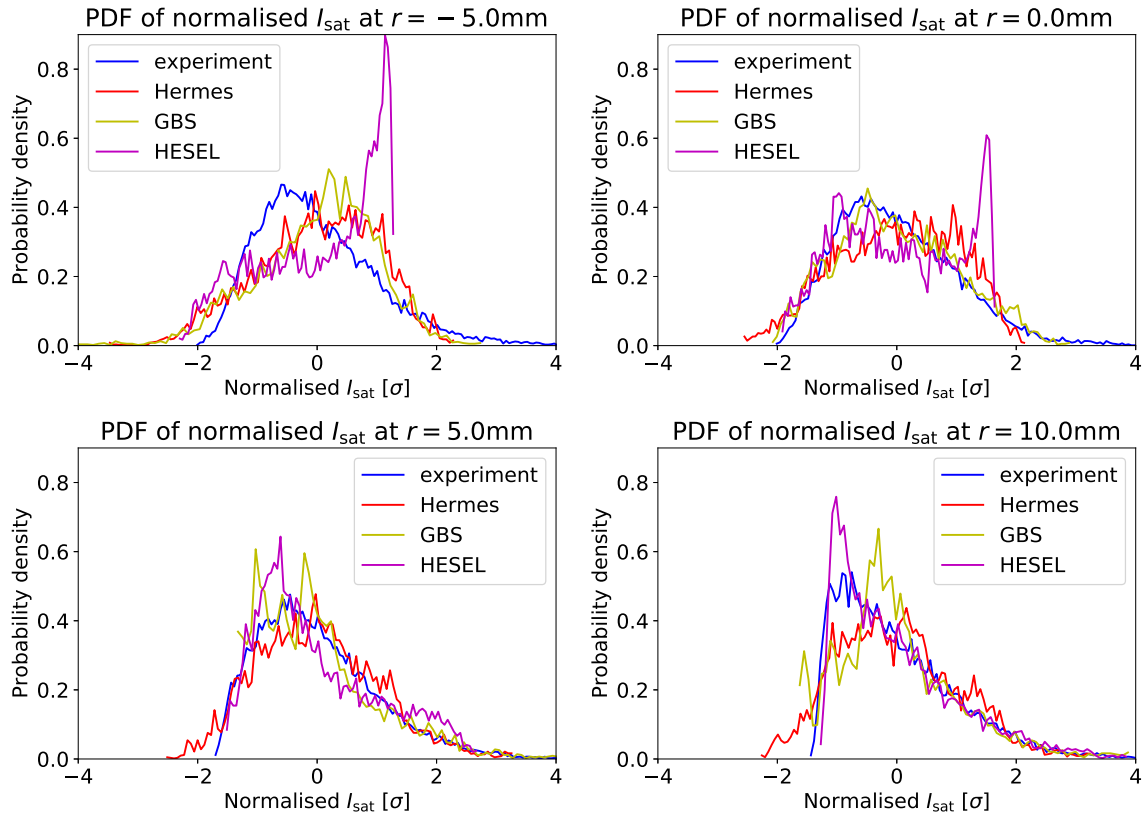 PDF of normalised I_sat at r = − 5.0mm
Probability density
0.8
0.6
0.4
0.2
0.0
experiment
Hermes
GBS
HESEL
−4 −2 0 2 4
Normalised I_sat [σ]
PDF of normalised I_sat at r = 0.0mm
Probability density
0.8
0.6
0.4
0.2
0.0
experiment
Hermes
GBS
HESEL
−4 −2 0 2 4
Normalised I_sat [σ]
PDF of normalised I_sat at r = 5.0mm
Probability density
0.8
0.6
0.4
0.2
0.0
experiment
Hermes
GBS
HESEL
−4 −2 0 2 4
Normalised I_sat [σ]
PDF of normalised I_sat at r = 10.0mm
Probability density
0.8
0.6
0.4
0.2
0.0
experiment
Hermes
GBS
HESEL
−4 −2 0 2 4
Normalised I_sat [σ]